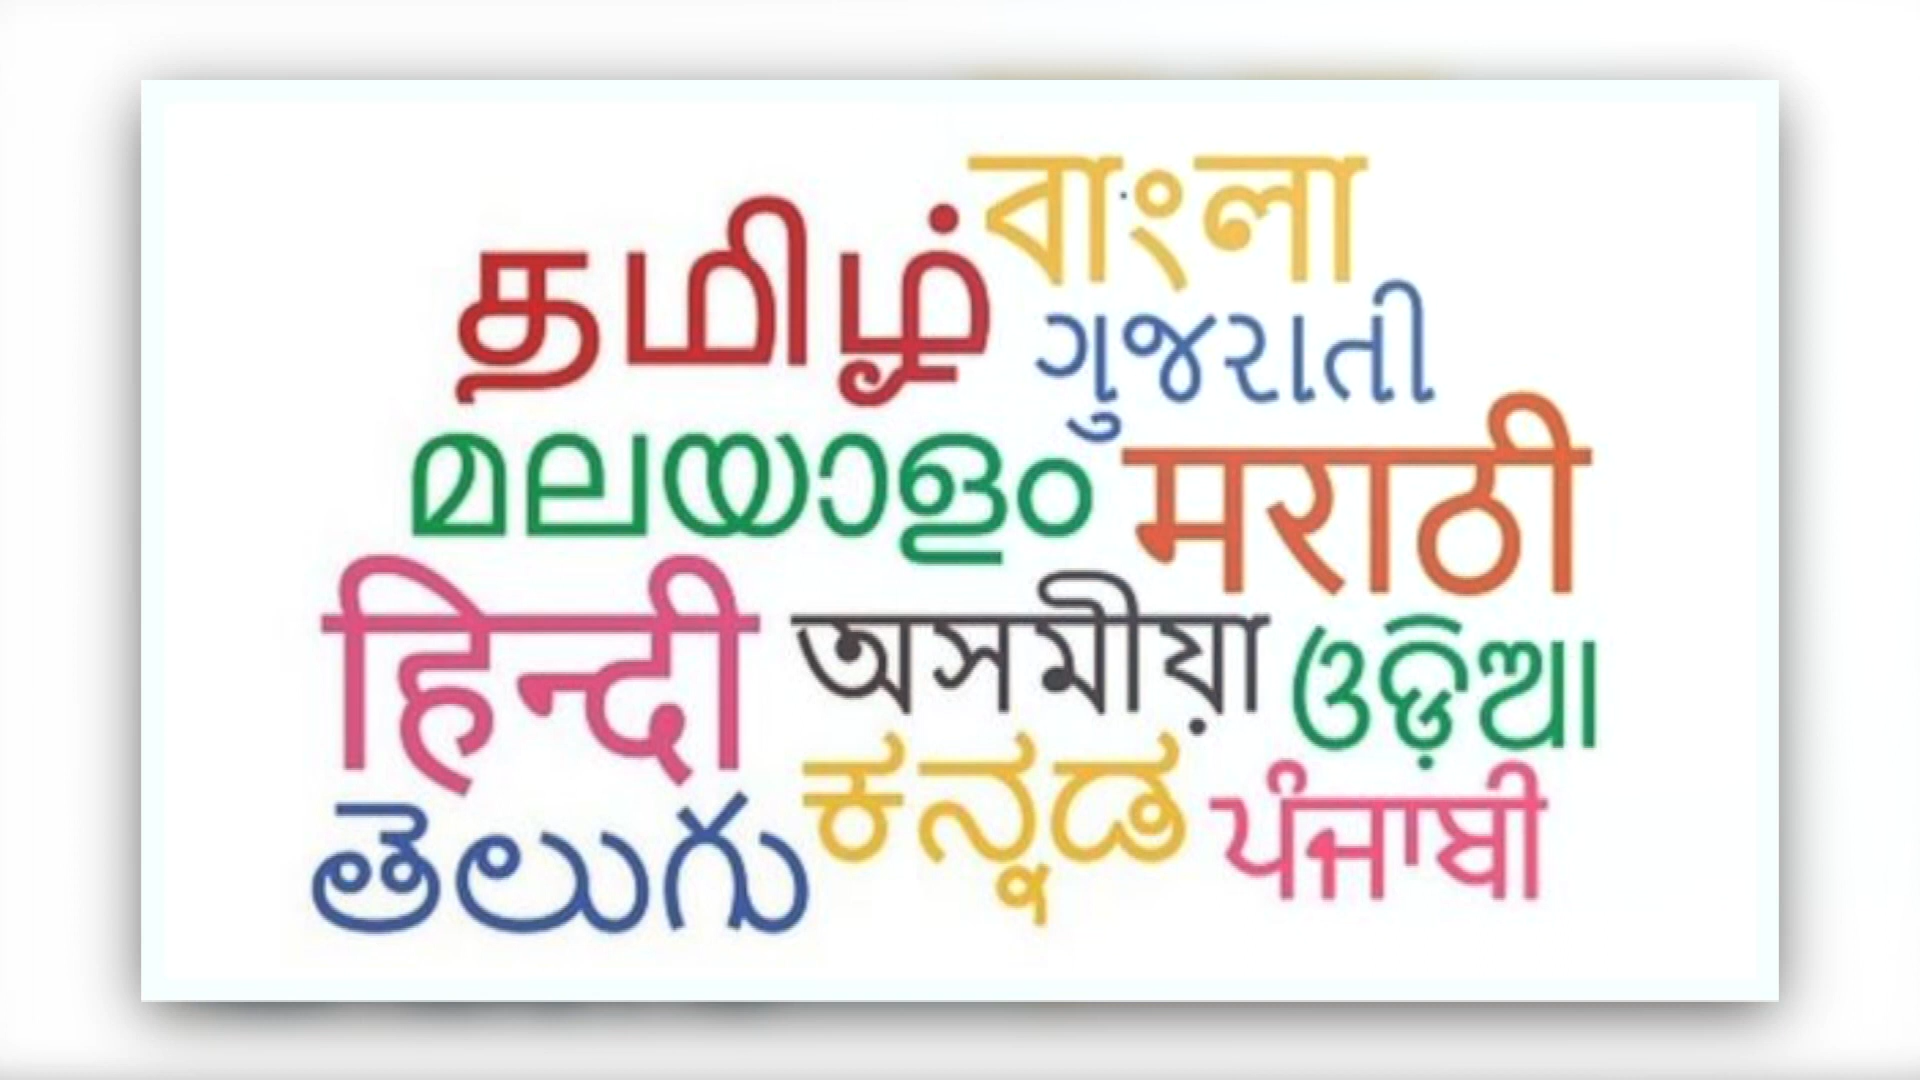 বাংলা
தமிழ்
ગુજરાતી
മലയാളം
मराठी
हिन्दी
অসমীয়া
ଓଡ଼ିଆ
ಕನ್ನಡ
ਪੰਜਾਬੀ
తెలుగు